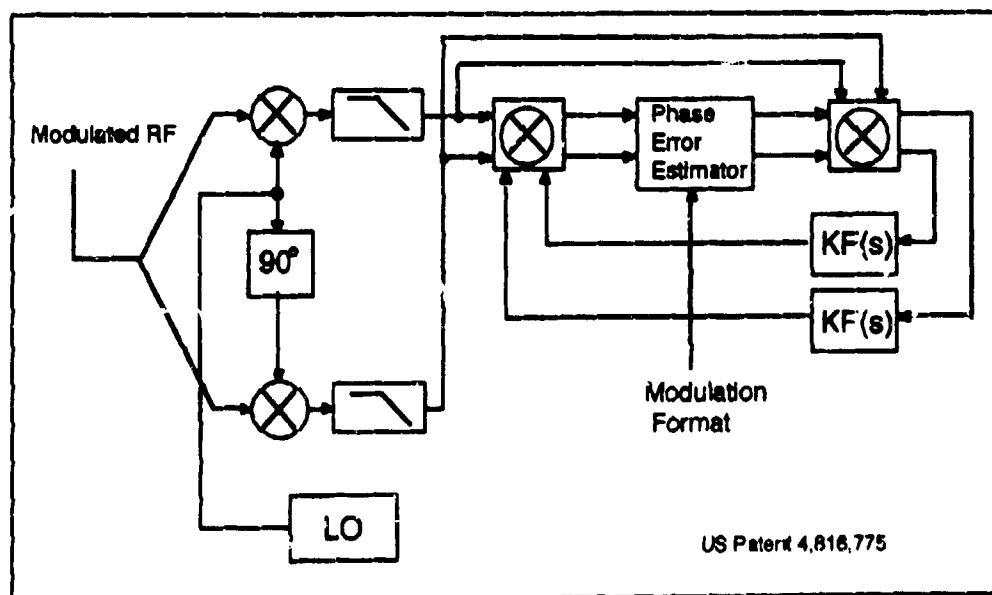 Modulated RF
90°
LO
Phase
Error
Estimator
KF(s)
KF(s)
Modulation
Format
US Patent 4,816,775